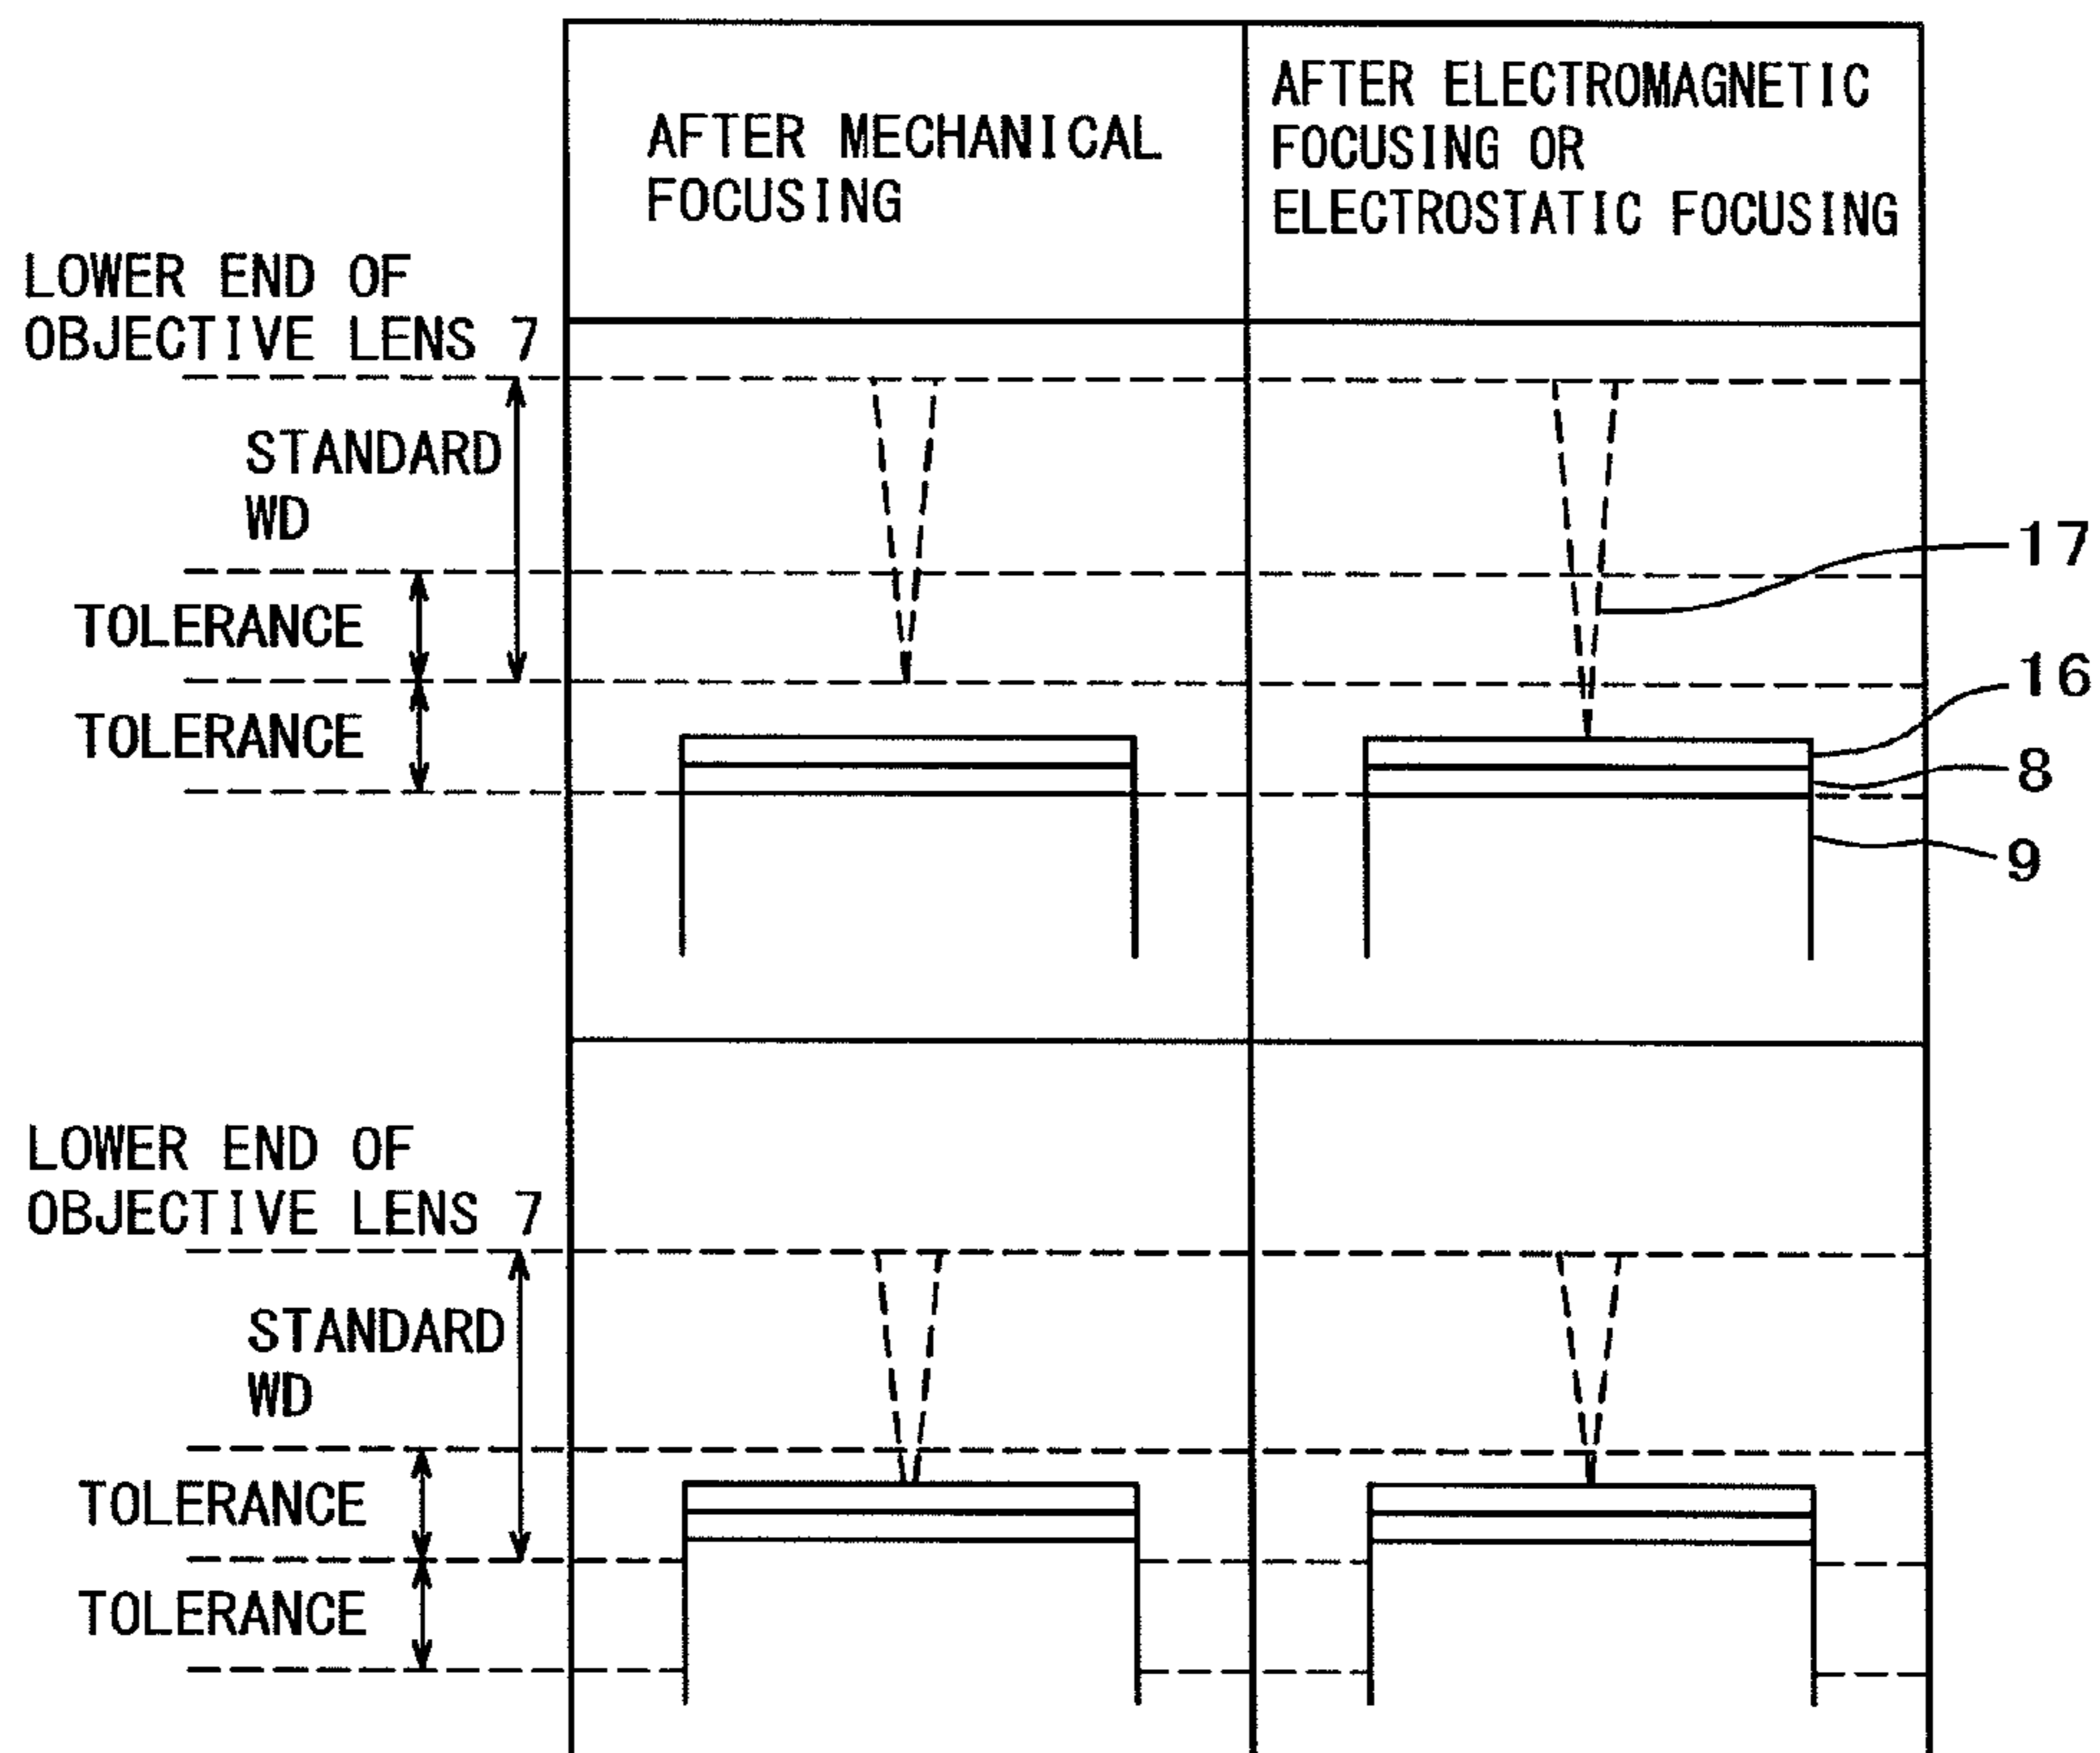 AFTER MECHANICAL
FOCUSING
AFTER ELECTROMAGNETIC
FOCUSING OR
ELECTROSTATIC FOCUSING
LOWER END OF
OBJECTIVE LENS 7
STANDARD
WD
TOLERANCE
TOLERANCE
17
16
8
9
LOWER END OF
OBJECTIVE LENS 7
STANDARD
WD
TOLERANCE
TOLERANCE